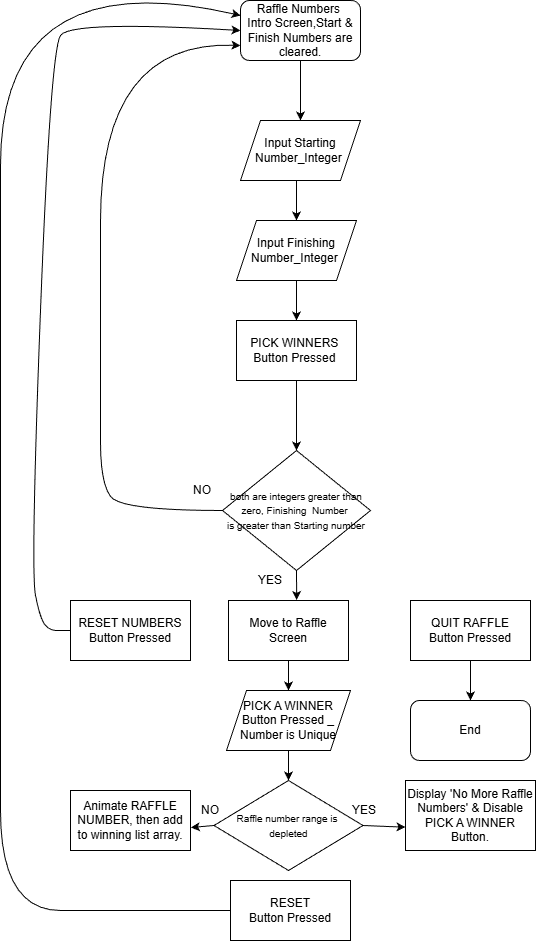 Raffle Numbers
Intro Screen,Start &
Finish Numbers are
cleared.
Input Starting
Number_Integer
Input Finishing
Number_Integer
PICK WINNERS
Button Pressed
NO
both are integers greater than
zero, Finishing  Number
is greater than Starting number
YES
RESET NUMBERS
Button Pressed
Move to Raffle
Screen
QUIT RAFFLE
Button Pressed
PICK A WINNER
Button Pressed _
Number is Unique
End
Animate RAFFLE
NUMBER, then add
to winning list array.
NO
Raffle number range is
depleted
YES
Display 'No More Raffle
Numbers' & Disable
PICK A WINNER
Button.
RESET
Button Pressed